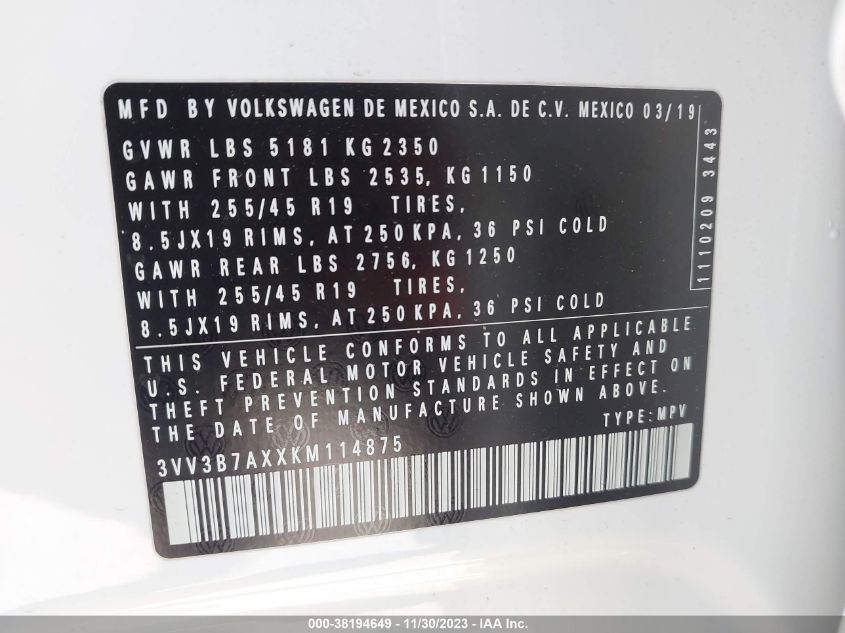 MFD BY VOLKSWAGEN DE MEXICO S.A. DE C.V. MEXICO 03/19
GVWR LBS 5181 KG 2350
GAWR FRONT LBS 2535, KG 1150
WITH 255/45 R19 TIRES,
8.5JX19 RIMS, AT 250 KPA, 36 PSI COLD
GAWR REAR LBS 2756, KG 1250
WITH 255/45 R19 TIRES,
8.5JX19 RIMS, AT 250 KPA, 36 PSI COLD
1110209 3443
THIS VEHICLE CONFORMS TO ALL APPLICABLE
U.S. FEDERAL MOTOR VEHICLE SAFETY AND
THEFT PREVENTION STANDARDS IN EFFECT ON
THE DATE OF MANUFACTURE SHOWN ABOVE.
TYPE: MPV
3VV3B7AXXKM114875
000-38194649 - 11/30/2023 - IAA Inc.